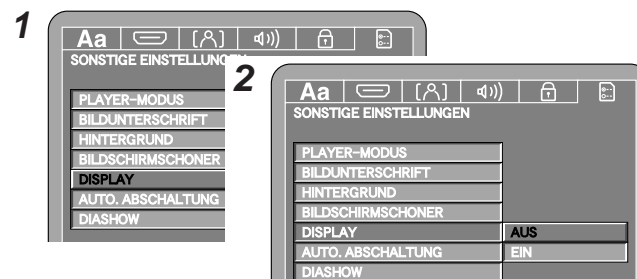 1
Aa
SONSTIGE EINSTELLUNGEN
PLAYER-MODUS
BILDUNTERSCHRIFT
HINTERGRUND
BILDSCHIRMSCHONER
DISPLAY
AUTO. ABSCHALTUNG
DIASHOW
2
Aa
SONSTIGE EINSTELLUNGEN
PLAYER-MODUS
BILDUNTERSCHRIFT
HINTERGRUND
BILDSCHIRMSCHONER
DISPLAY AUS
AUTO. ABSCHALTUNG EIN
DIASHOW